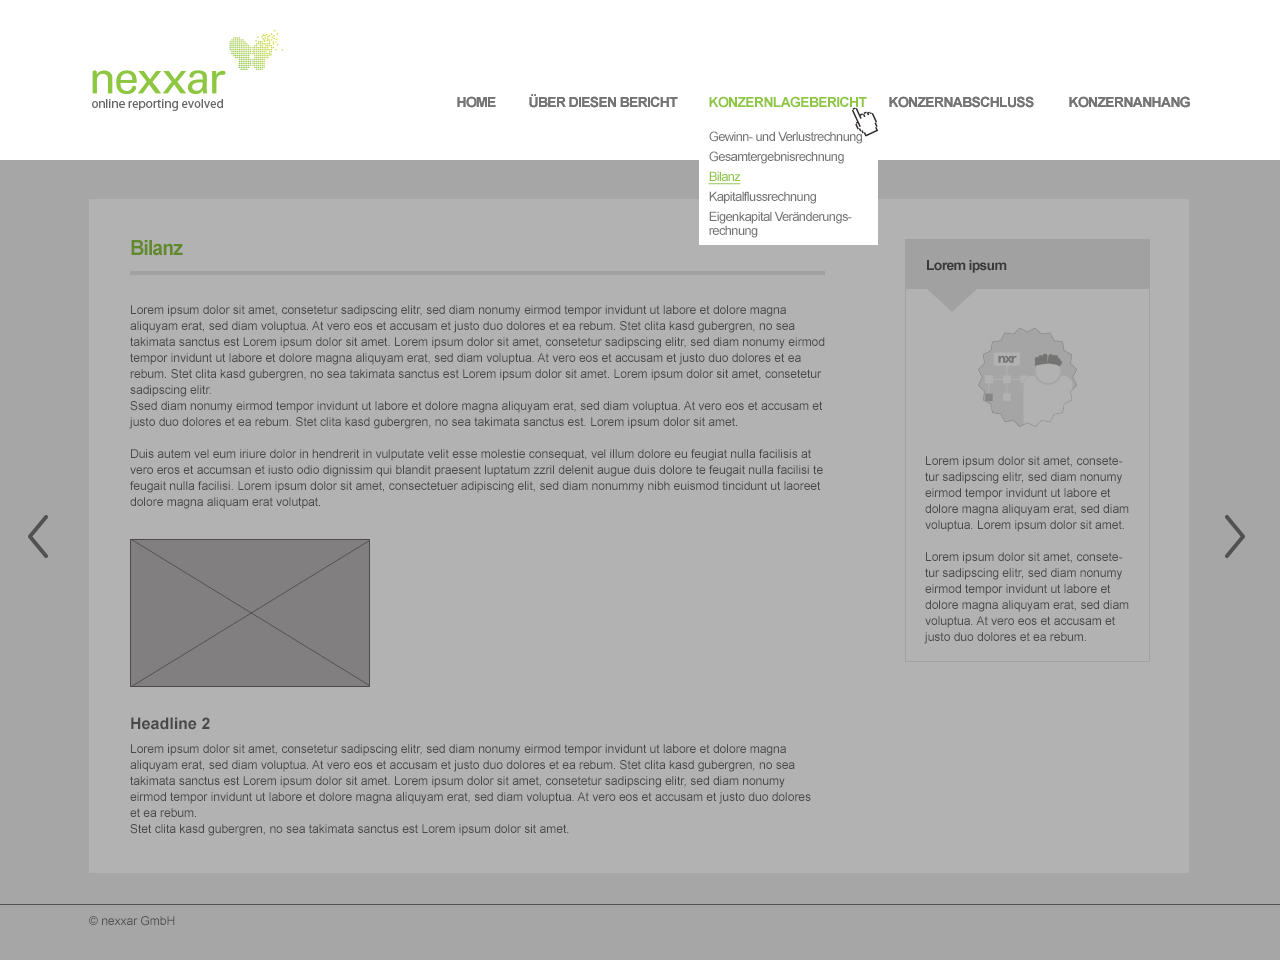 nexxar
online reporting evolved
HOME ÜBER DIESEN BERICHT KONZERNLAGEBERICHT KONZERNABSCHLUSS KONZERNANHANG
Gewinn- und Verlustrechnung
Gesamtergebnisrechnung
Bilanz
Kapitalflussrechnung
Eigenkapital Veränderungs-
rechnung
Bilanz
Lorem ipsum dolor sit amet, consetetur sadipscing elitr, sed diam nonumy eirmod tempor invidunt ut labore et dolore magna
aliquyam erat, sed diam voluptua. At vero eos et accusam et justo duo dolores et ea rebum. Stet clita kasd gubergren, no sea
takimata sanctus est Lorem ipsum dolor sit amet. Lorem ipsum dolor sit amet, consetetur sadipscing elitr, sed diam nonumy eirmod
tempor invidunt ut labore et dolore magna aliquyam erat, sed diam voluptua. At vero eos et accusam et justo duo dolores et ea
rebum. Stet clita kasd gubergren, no sea takimata sanctus est Lorem ipsum dolor sit amet. Lorem ipsum dolor sit amet, consetetur
sadipscing elitr.
Ssed diam nonumy eirmod tempor invidunt ut labore et dolore magna aliquyam erat, sed diam voluptua. At vero eos et accusam et
justo duo dolores et ea rebum. Stet clita kasd gubergren, no sea takimata sanctus est. Lorem ipsum dolor sit amet.
Duis autem vel eum iriure dolor in hendrerit in vulputate velit esse molestie consequat, vel illum dolore eu feugiat nulla facilisis at
vero eros et accumsan et iusto odio dignissim qui blandit praesent luptatum zzril delenit augue duis dolore te feugait nulla facilisi te
feugait nulla facilisi. Lorem ipsum dolor sit amet, consectetuer adipiscing elit, sed diam nonummy nibh euismod tincidunt ut laoreet
dolore magna aliquam erat volutpat.
Headline 2
Lorem ipsum dolor sit amet, consetetur sadipscing elitr, sed diam nonumy eirmod tempor invidunt ut labore et dolore magna
aliquyam erat, sed diam voluptua. At vero eos et accusam et justo duo dolores et ea rebum. Stet clita kasd gubergren, no sea
takimata sanctus est Lorem ipsum dolor sit amet. Lorem ipsum dolor sit amet, consetetur sadipscing elitr, sed diam nonumy
eirmod tempor invidunt ut labore et dolore magna aliquyam erat, sed diam voluptua. At vero eos et accusam et justo duo dolores
et ea rebum.
Stet clita kasd gubergren, no sea takimata sanctus est Lorem ipsum dolor sit amet.
Lorem ipsum
nxr
Lorem ipsum dolor sit amet, consete-
tur sadipscing elitr, sed diam nonumy
eirmod tempor invidunt ut labore et
dolore magna aliquyam erat, sed diam
voluptua. Lorem ipsum dolor sit amet.
Lorem ipsum dolor sit amet, consete-
tur sadipscing elitr, sed diam nonumy
eirmod tempor invidunt ut labore et
dolore magna aliquyam erat, sed diam
voluptua. At vero eos et accusam et
justo duo dolores et ea rebum.
© nexxar GmbH